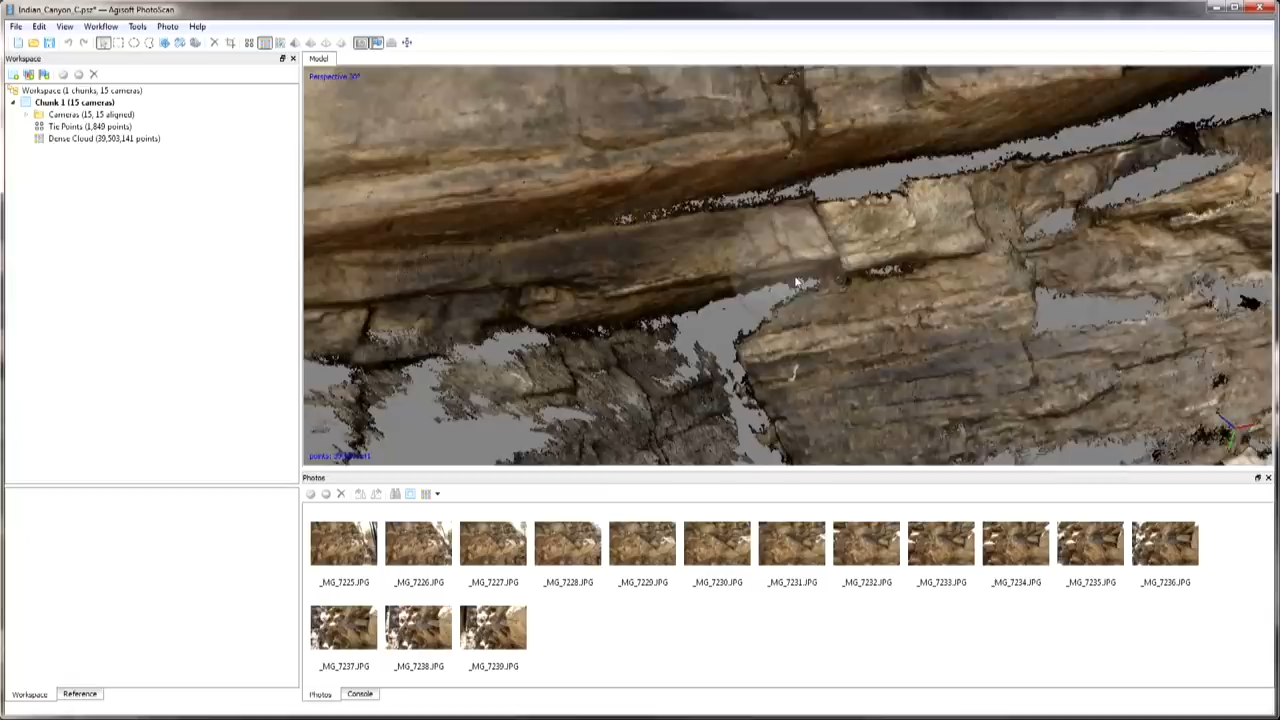 Indian_Canyon_C.psz* — Agisoft PhotoScan
File Edit View Workflow Tools Photo Help
Workspace
Model
Perspective 30°
Workspace (1 chunks, 15 cameras)
Chunk 1 (15 cameras)
Cameras (15, 15 aligned)
Tie Points (1,849 points)
Dense Cloud (39,503,141 points)
Photos
_MG_7225.JPG _MG_7226.JPG _MG_7227.JPG _MG_7228.JPG _MG_7229.JPG _MG_7230.JPG _MG_7231.JPG _MG_7232.JPG _MG_7233.JPG _MG_7234.JPG _MG_7235.JPG _MG_7236.JPG
_MG_7237.JPG _MG_7238.JPG _MG_7239.JPG
Workspace Reference
Photos Console